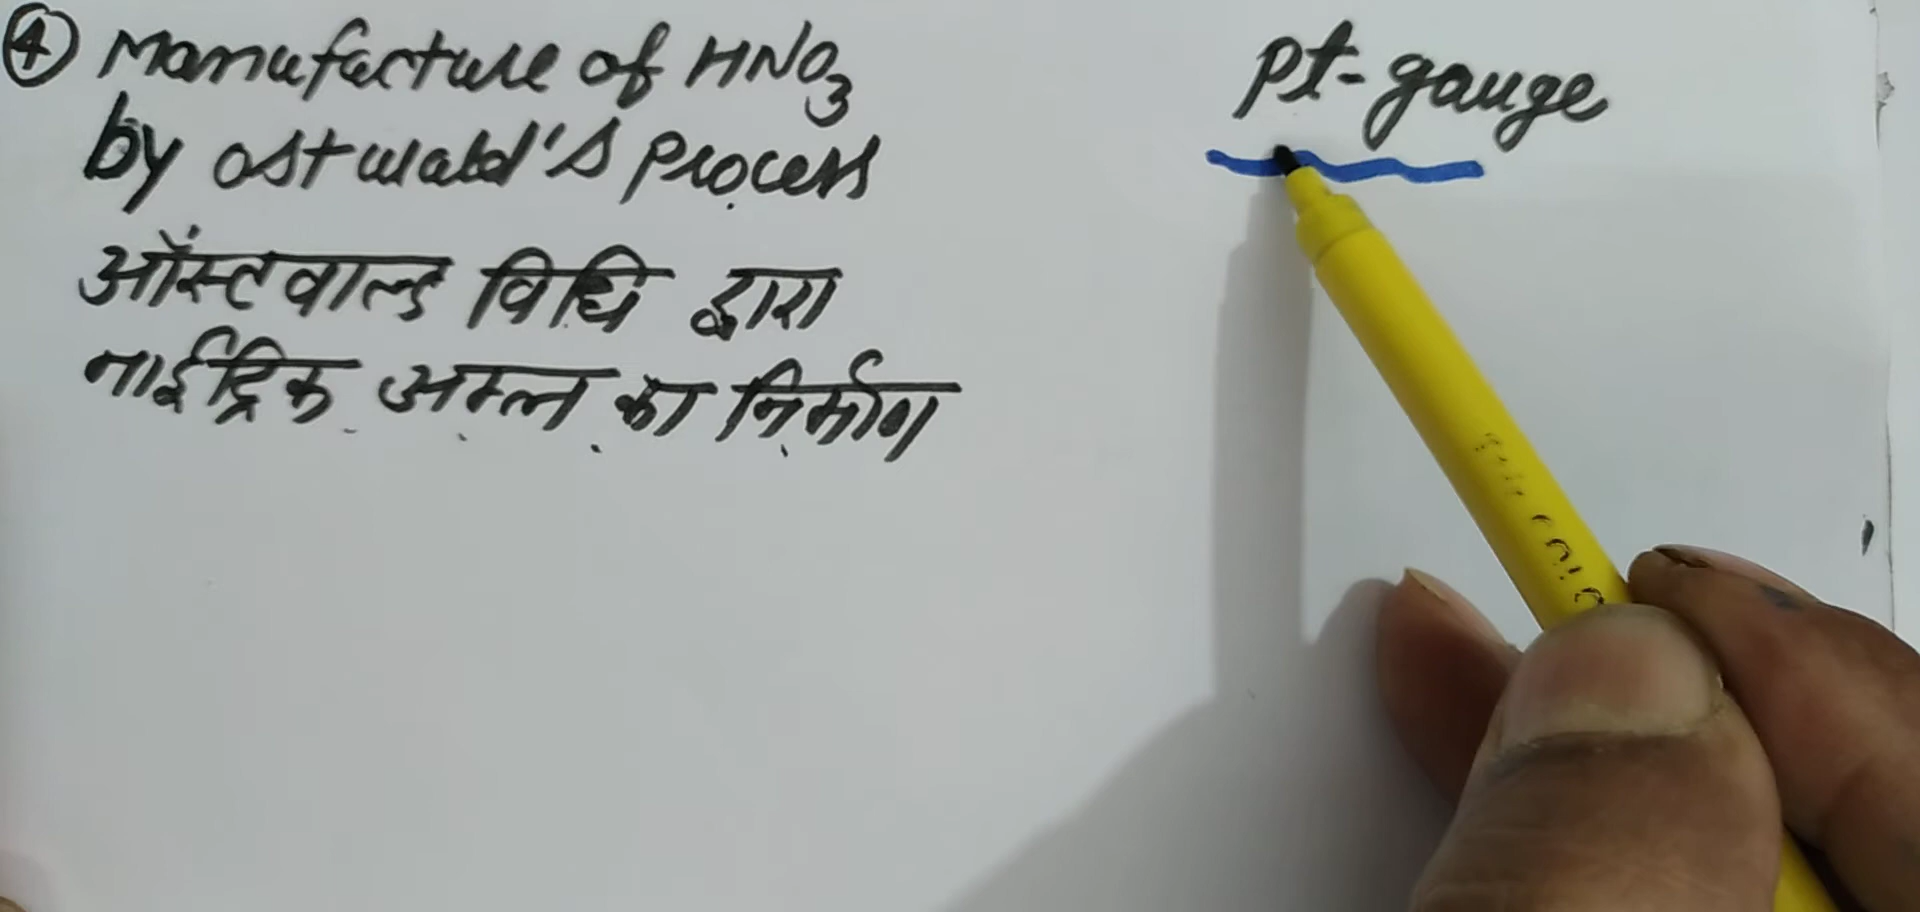 ④ Manufacture of HNO₃
by ostwald's process
ऑस्टवाल्ड विधि द्वारा
नाईट्रिक अम्ल का निर्माण
pt-gauge